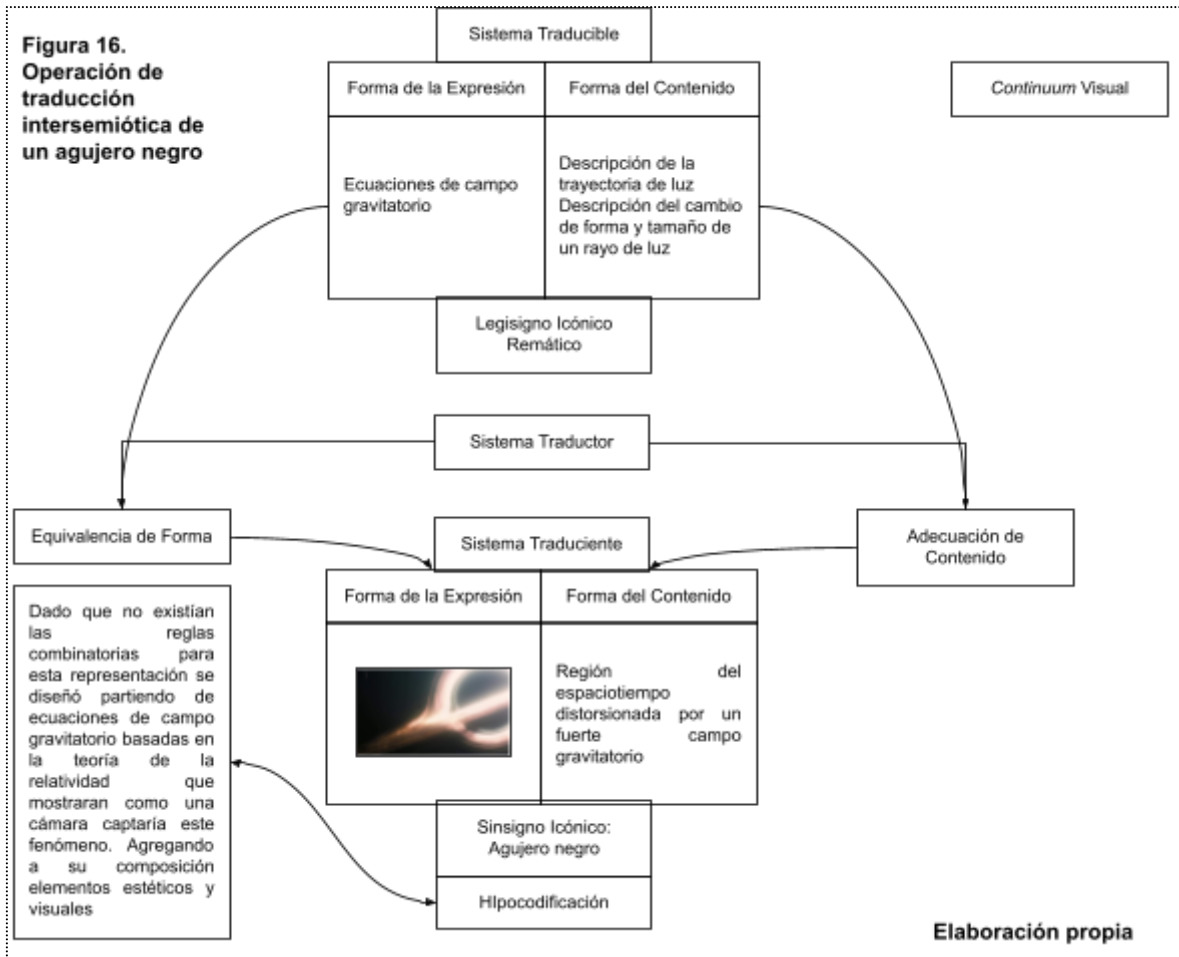 Figura 16.
Operación de
traducción
intersemiótica de
un agujero negro
Sistema Traducible
Forma de la Expresión
Forma del Contenido
Continuum Visual
Ecuaciones de campo
gravitatorio
Descripción de la
trayectoria de luz
Descripción del cambio
de forma y tamaño de
un rayo de luz
Legisigno Icónico
Remático
Sistema Traductor
Equivalencia de Forma
Sistema Traduciente
Adecuación de
Contenido
Forma de la Expresión
Forma del Contenido
Dado que no existían
las reglas
combinatorias para
esta representación se
diseñó partiendo de
ecuaciones de campo
gravitatorio basadas en
la teoría de la
relatividad que
mostraran como una
cámara captaría este
fenómeno. Agregando
a su composición
elementos estéticos y
visuales
Región del
espaciotiempo
distorsionada por un
fuerte campo
gravitatorio
Sinsigno Icónico:
Agujero negro
HIpocodificación
Elaboración propia